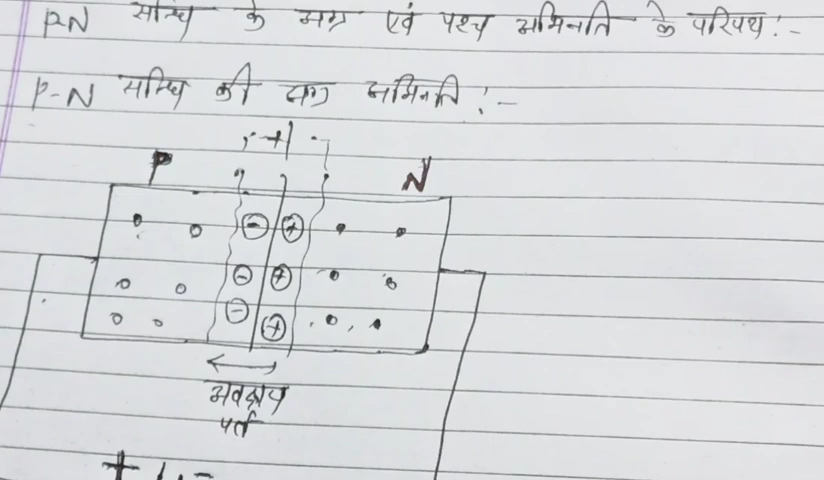 PN सन्धि के अग्र एवं पश्च अभिनति के परिपथ :-
P-N सन्धि की अग्र अभिनति :-
P N
- +
- +
- +
अवक्षय
पर्त
+ -